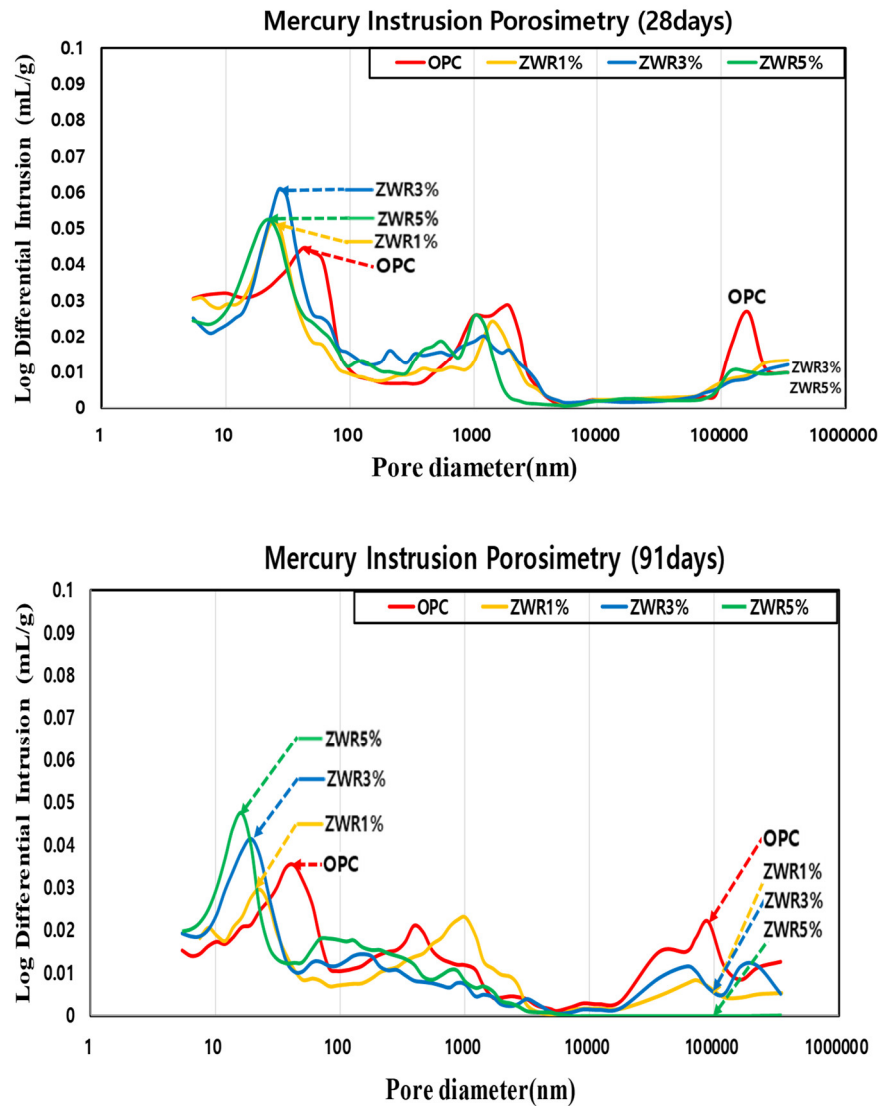 Mercury Instrusion Porosimetry (28days)
OPC ZWR1% ZWR3% ZWR5%
Log Differential Intrusion (mL/g)
0.1
0.09
0.08
0.07
0.06
0.05
0.04
0.03
0.02
0.01
0
ZWR3%
ZWR5%
ZWR1%
OPC
OPC
ZWR3%
ZWR5%
1 10 100 1000 10000 100000 1000000
Pore diameter(nm)
Mercury Instrusion Porosimetry (91days)
OPC ZWR1% ZWR3% ZWR5%
Log Differential Intrusion (mL/g)
0.1
0.09
0.08
0.07
0.06
0.05
0.04
0.03
0.02
0.01
0
ZWR5%
ZWR3%
ZWR1%
OPC
OPC
ZWR1%
ZWR3%
ZWR5%
1 10 100 1000 10000 100000 1000000
Pore diameter(nm)